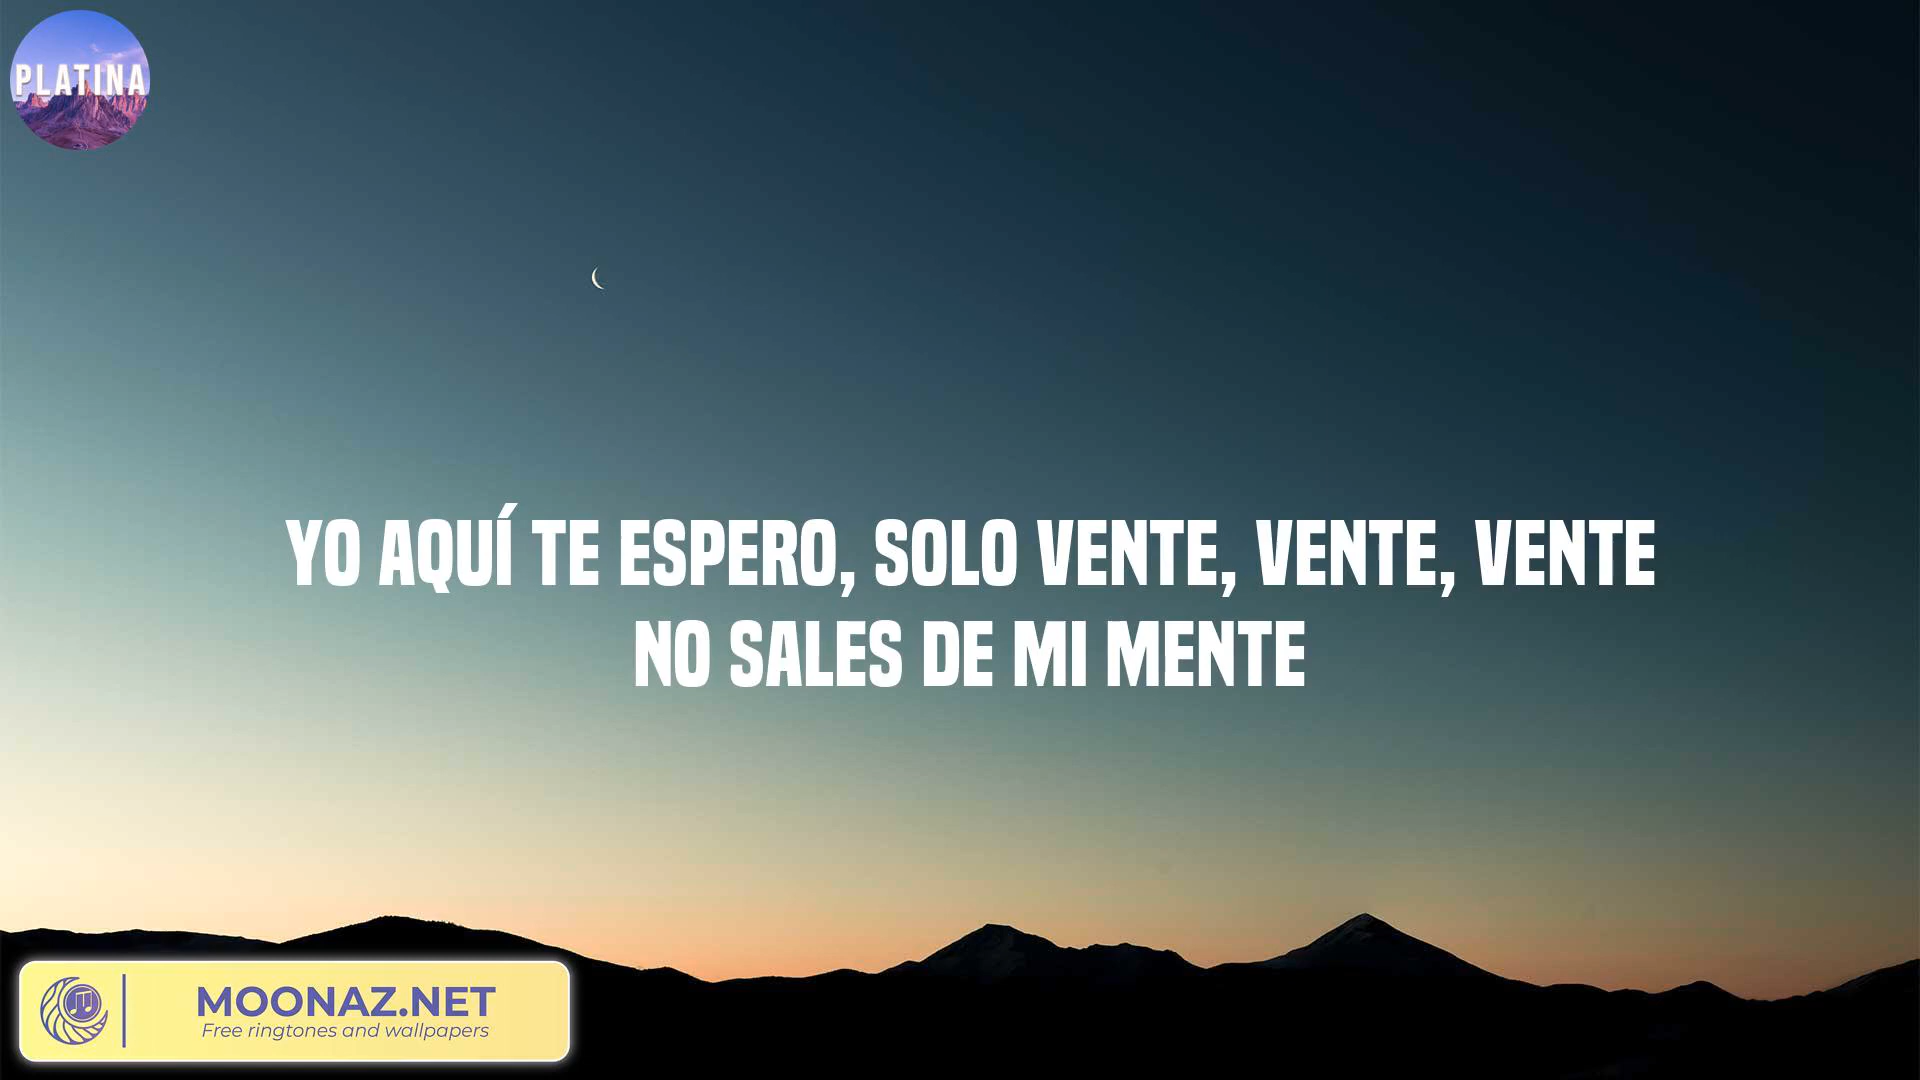 PLATINA
YO AQUÍ TE ESPERO, SOLO VENTE, VENTE, VENTE
NO SALES DE MI MENTE
MOONAZ.NET
Free ringtones and wallpapers